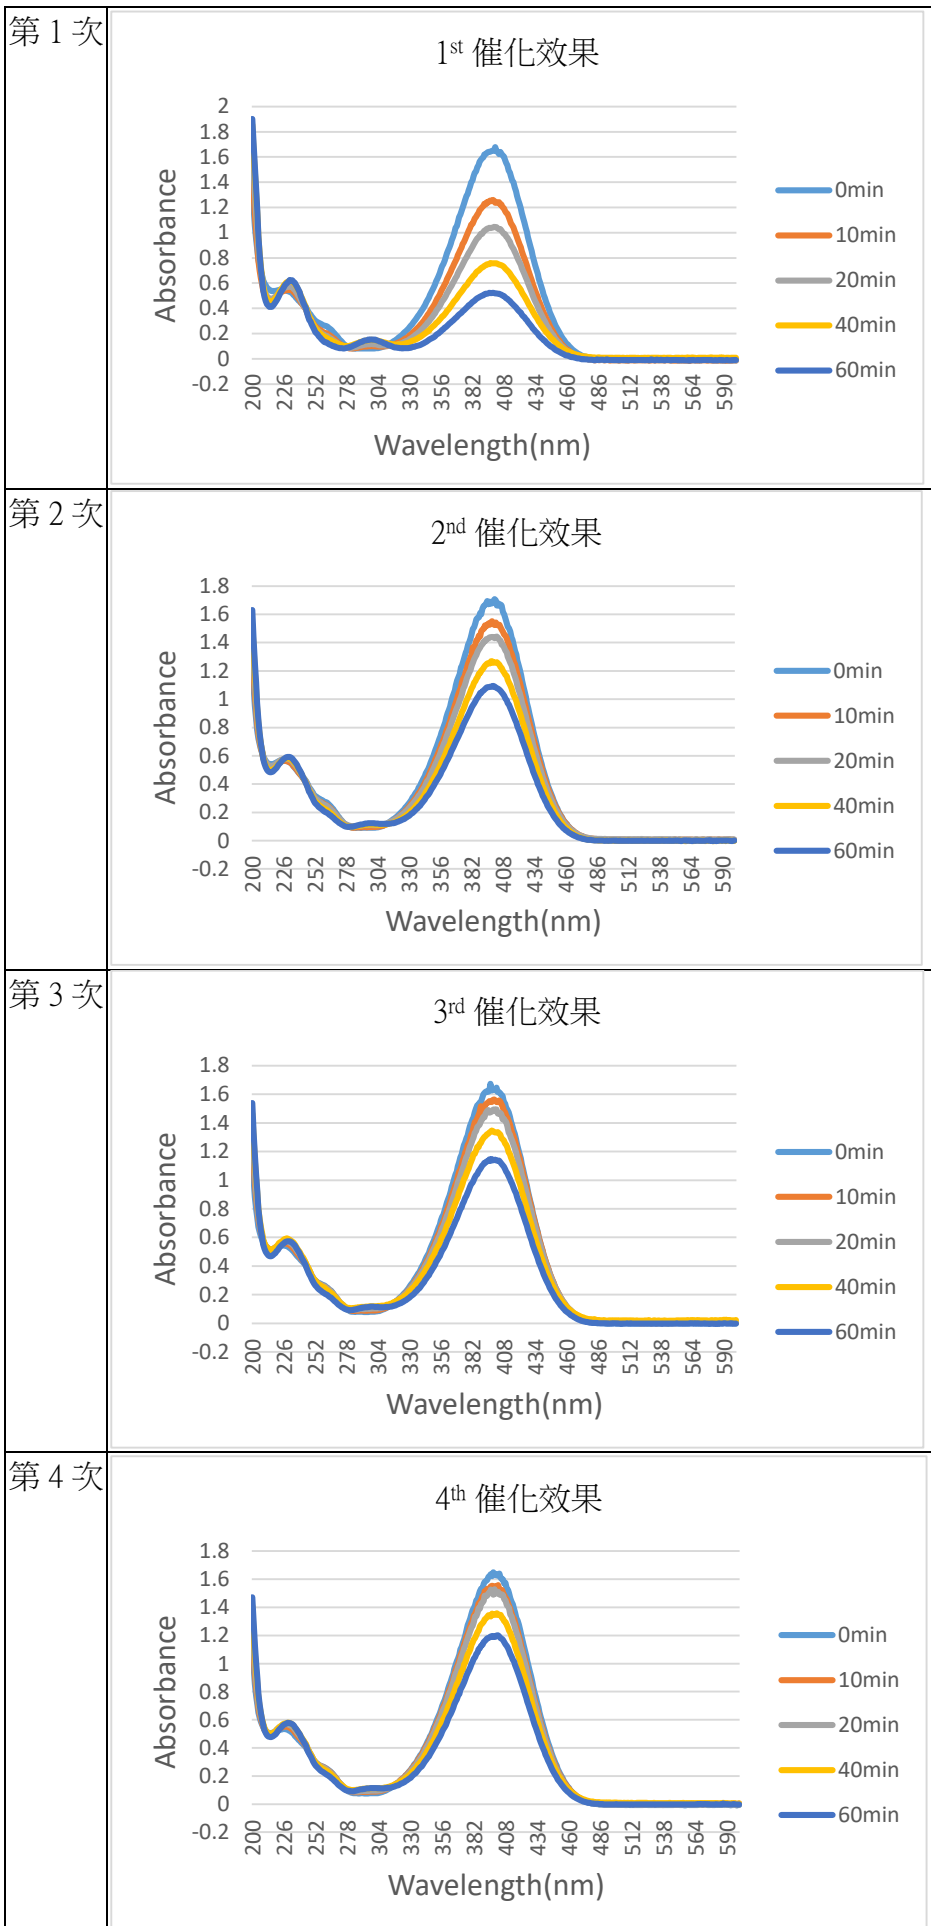 第 1 次
1st 催化效果
2
1.8
1.6
1.4
1.2
1
0.8
0.6
0.4
0.2
0
-0.2
Absorbance
200 226 252 278 304 330 356 382 408 434 460 486 512 538 564 590
Wavelength(nm)
0min
10min
20min
40min
60min
第 2 次
2nd 催化效果
1.8
1.6
1.4
1.2
1
0.8
0.6
0.4
0.2
0
-0.2
Absorbance
200 226 252 278 304 330 356 382 408 434 460 486 512 538 564 590
Wavelength(nm)
0min
10min
20min
40min
60min
第 3 次
3rd 催化效果
1.8
1.6
1.4
1.2
1
0.8
0.6
0.4
0.2
0
-0.2
Absorbance
200 226 252 278 304 330 356 382 408 434 460 486 512 538 564 590
Wavelength(nm)
0min
10min
20min
40min
60min
第 4 次
4th 催化效果
1.8
1.6
1.4
1.2
1
0.8
0.6
0.4
0.2
0
-0.2
Absorbance
200 226 252 278 304 330 356 382 408 434 460 486 512 538 564 590
Wavelength(nm)
0min
10min
20min
40min
60min